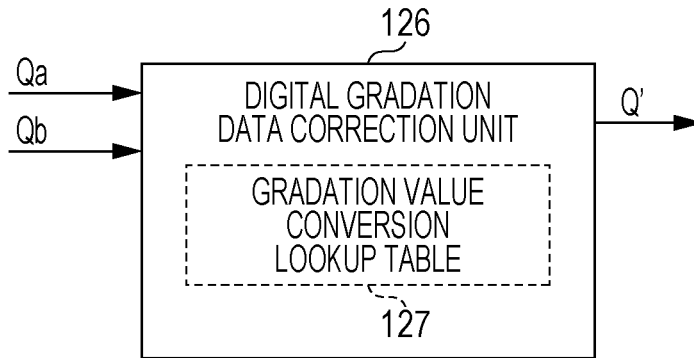 126
Qa
Qb
DIGITAL GRADATION
DATA CORRECTION UNIT
Q'
GRADATION VALUE
CONVERSION
LOOKUP TABLE
127